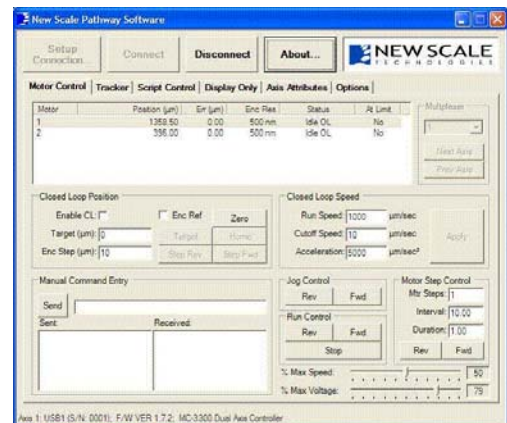 New Scale Pathway Software
Setup Connection... Connect Disconnect About... NEW SCALE TECHNOLOGIES
Motor Control Tracker Script Control Display Only Axis Attributes Options
Motor Position (µm) Err (µm) Enc Res Status At Limit Multiplexer
1 1358.50 0.00 500 nm Idle OL No 1
2 396.00 0.00 500 nm Idle OL No
Next Axis
Prev Axis
Closed Loop Position Closed Loop Speed
Enable CL: Enc Ref Zero Run Speed: 1000 µm/sec
Target (µm): 0 Target Home Cutoff Speed: 10 µm/sec Apply
Enc Step (µm): 10 Step Rev Step Fwd Acceleration: 5000 µm/sec²
Manual Command Entry Jog Control Motor Step Control
Send Rev Fwd Mtr Steps: 1
Sent: Received: Run Control Interval: 10.00
Rev Fwd Duration: 1.00
Stop Rev Fwd
% Max Speed: 50
% Max Voltage: 79
Axis 1: USB1 (S/N: 0001); F/W VER 1.7.2; MC-3300 Dual Axis Controller